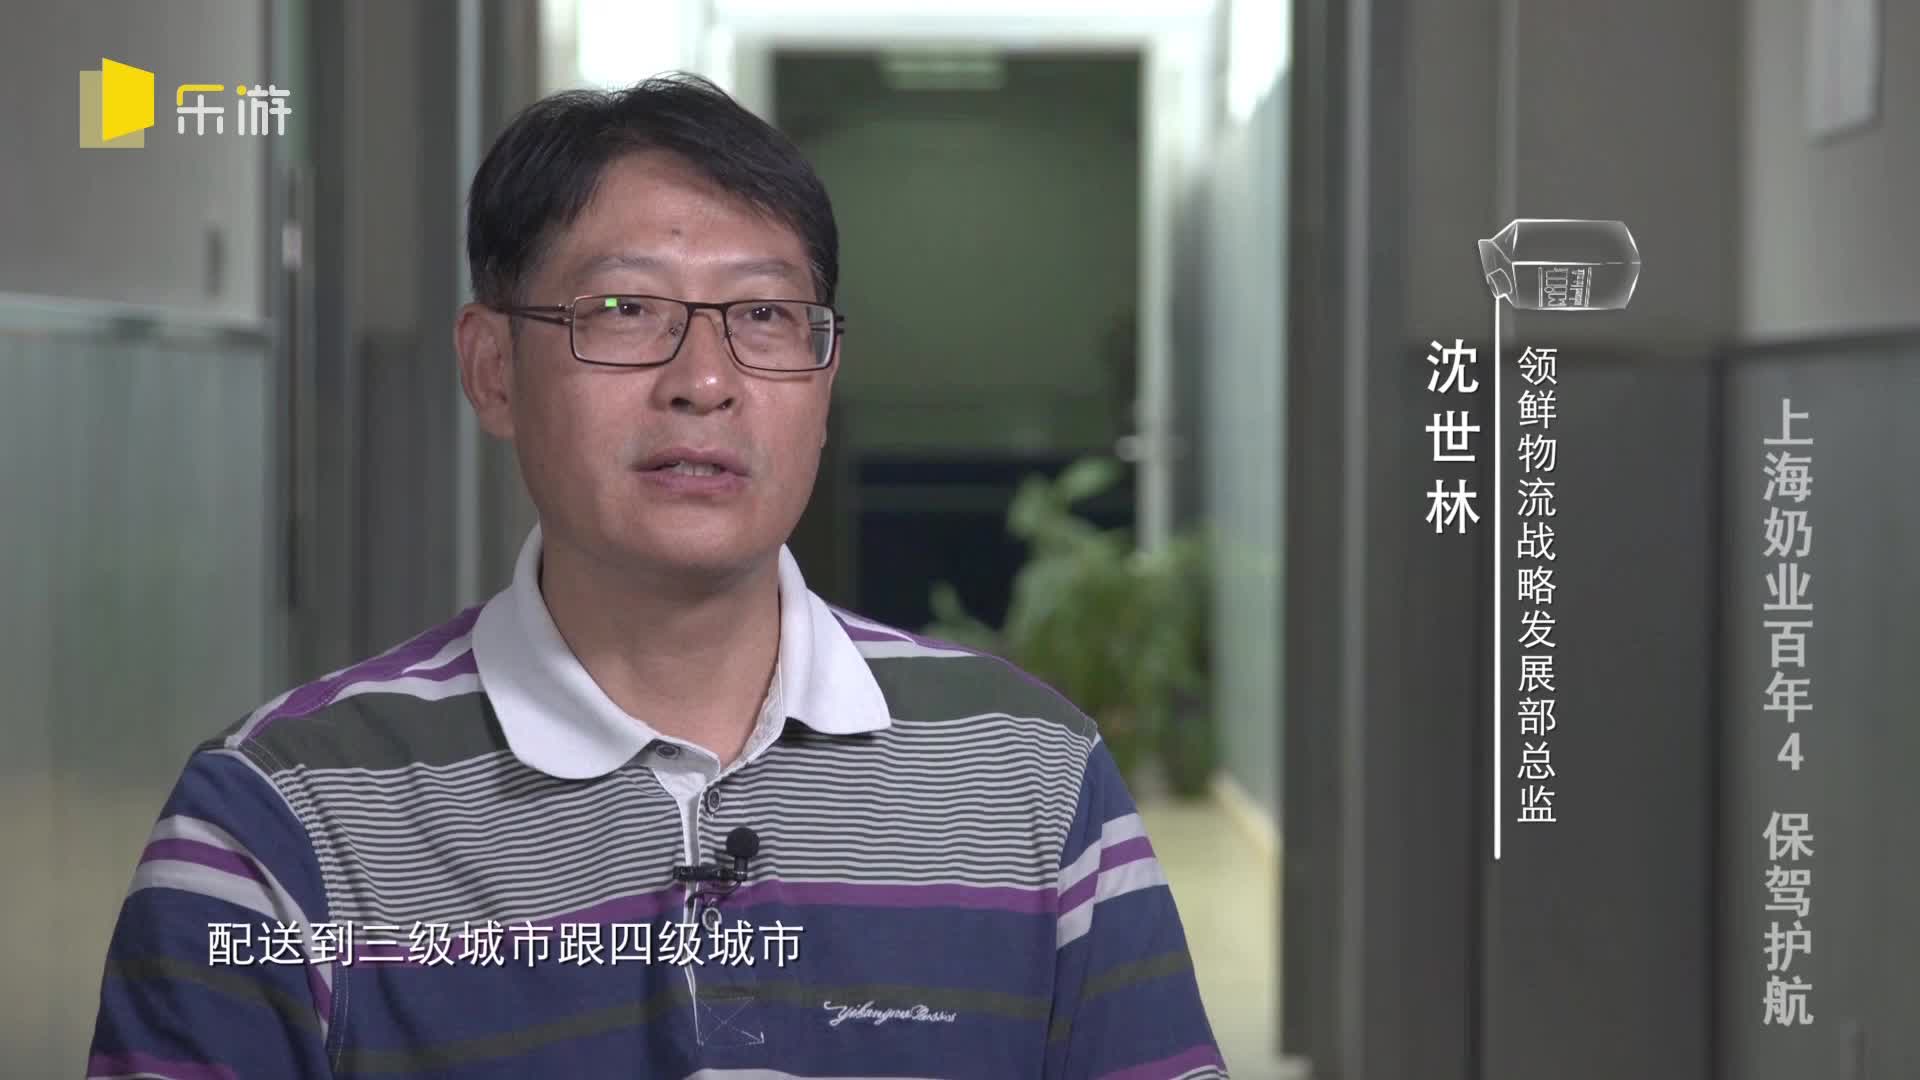 乐游
沈世林
领鲜物流战略发展部总监
上海奶业百年4 保驾护航
配送到三级城市跟四级城市
milk